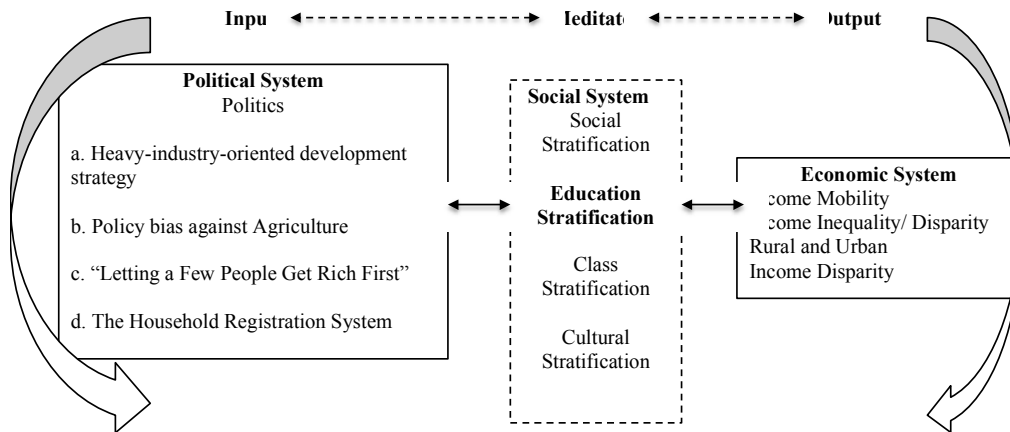 Inpu Ieditate Output
Political System
Politics
a. Heavy-industry-oriented development
strategy
b. Policy bias against Agriculture
c. “Letting a Few People Get Rich First”
d. The Household Registration System
Social System
Social
Stratification
Education
Stratification
Class
Stratification
Cultural
Stratification
Economic System
come Mobility
come Inequality/ Disparity
Rural and Urban
Income Disparity